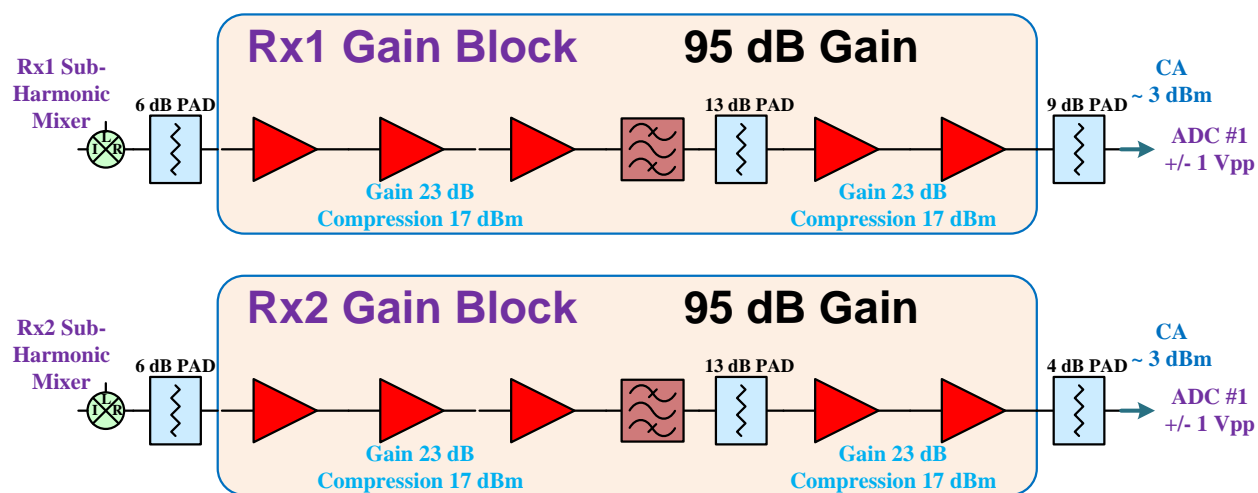 Rx1 Gain Block 95 dB Gain
Rx1 Sub-
Harmonic
Mixer
L
I R
6 dB PAD
13 dB PAD
9 dB PAD
CA
~ 3 dBm
ADC #1
+/- 1 Vpp
Gain 23 dB
Compression 17 dBm
Gain 23 dB
Compression 17 dBm
Rx2 Gain Block 95 dB Gain
Rx2 Sub-
Harmonic
Mixer
L
I R
6 dB PAD
13 dB PAD
4 dB PAD
CA
~ 3 dBm
ADC #1
+/- 1 Vpp
Gain 23 dB
Compression 17 dBm
Gain 23 dB
Compression 17 dBm